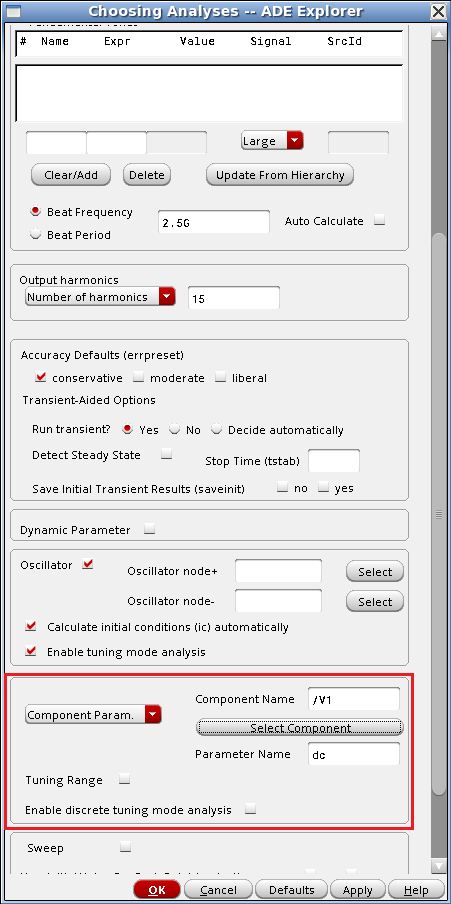 Choosing Analyses -- ADE Explorer
# Name Expr Value Signal SrcId
Large
Clear/Add Delete Update From Hierarchy
Beat Frequency
2.5G
Auto Calculate
Beat Period
Output harmonics
Number of harmonics 15
Accuracy Defaults (errpreset)
conservative moderate liberal
Transient-Aided Options
Run transient? Yes No Decide automatically
Detect Steady State Stop Time (tstab)
Save Initial Transient Results (saveinit) no yes
Dynamic Parameter
Oscillator Oscillator node+ Select
Oscillator node- Select
Calculate initial conditions (ic) automatically
Enable tuning mode analysis
Component Name /V1
Component Param.
Select Component
Parameter Name dc
Tuning Range
Enable discrete tuning mode analysis
Sweep
OK Cancel Defaults Apply Help